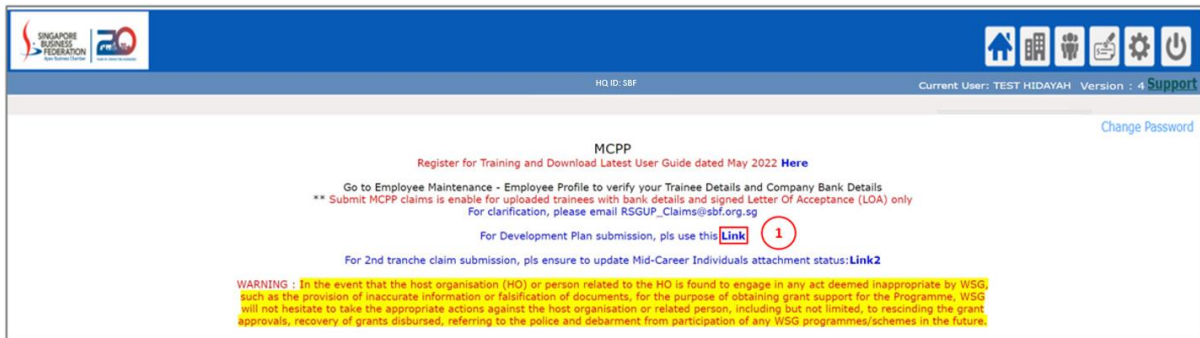 SINGAPORE
BUSINESS
FEDERATION
Apex Business Chamber
20
HQ ID: SBF
Current User: TEST HIDAYAH Version : 4 Support
Change Password
MCPP
Register for Training and Download Latest User Guide dated May 2022 Here
Go to Employee Maintenance - Employee Profile to verify your Trainee Details and Company Bank Details
** Submit MCPP claims is enable for uploaded trainees with bank details and signed Letter Of Acceptance (LOA) only
For clarification, please email RSGUP_Claims@sbf.org.sg
For Development Plan submission, pls use this Link 1
For 2nd tranche claim submission, pls ensure to update Mid-Career Individuals attachment status:Link2
WARNING : In the event that the host organisation (HO) or person related to the HO is found to engage in any act deemed inappropriate by WSG,
such as the provision of inaccurate information or falsification of documents, for the purpose of obtaining grant support for the Programme, WSG
will not hesitate to take the appropriate actions against the host organisation or related person, including but not limited, to rescinding the grant
approvals, recovery of grants disbursed, referring to the police and debarment from participation of any WSG programmes/schemes in the future.